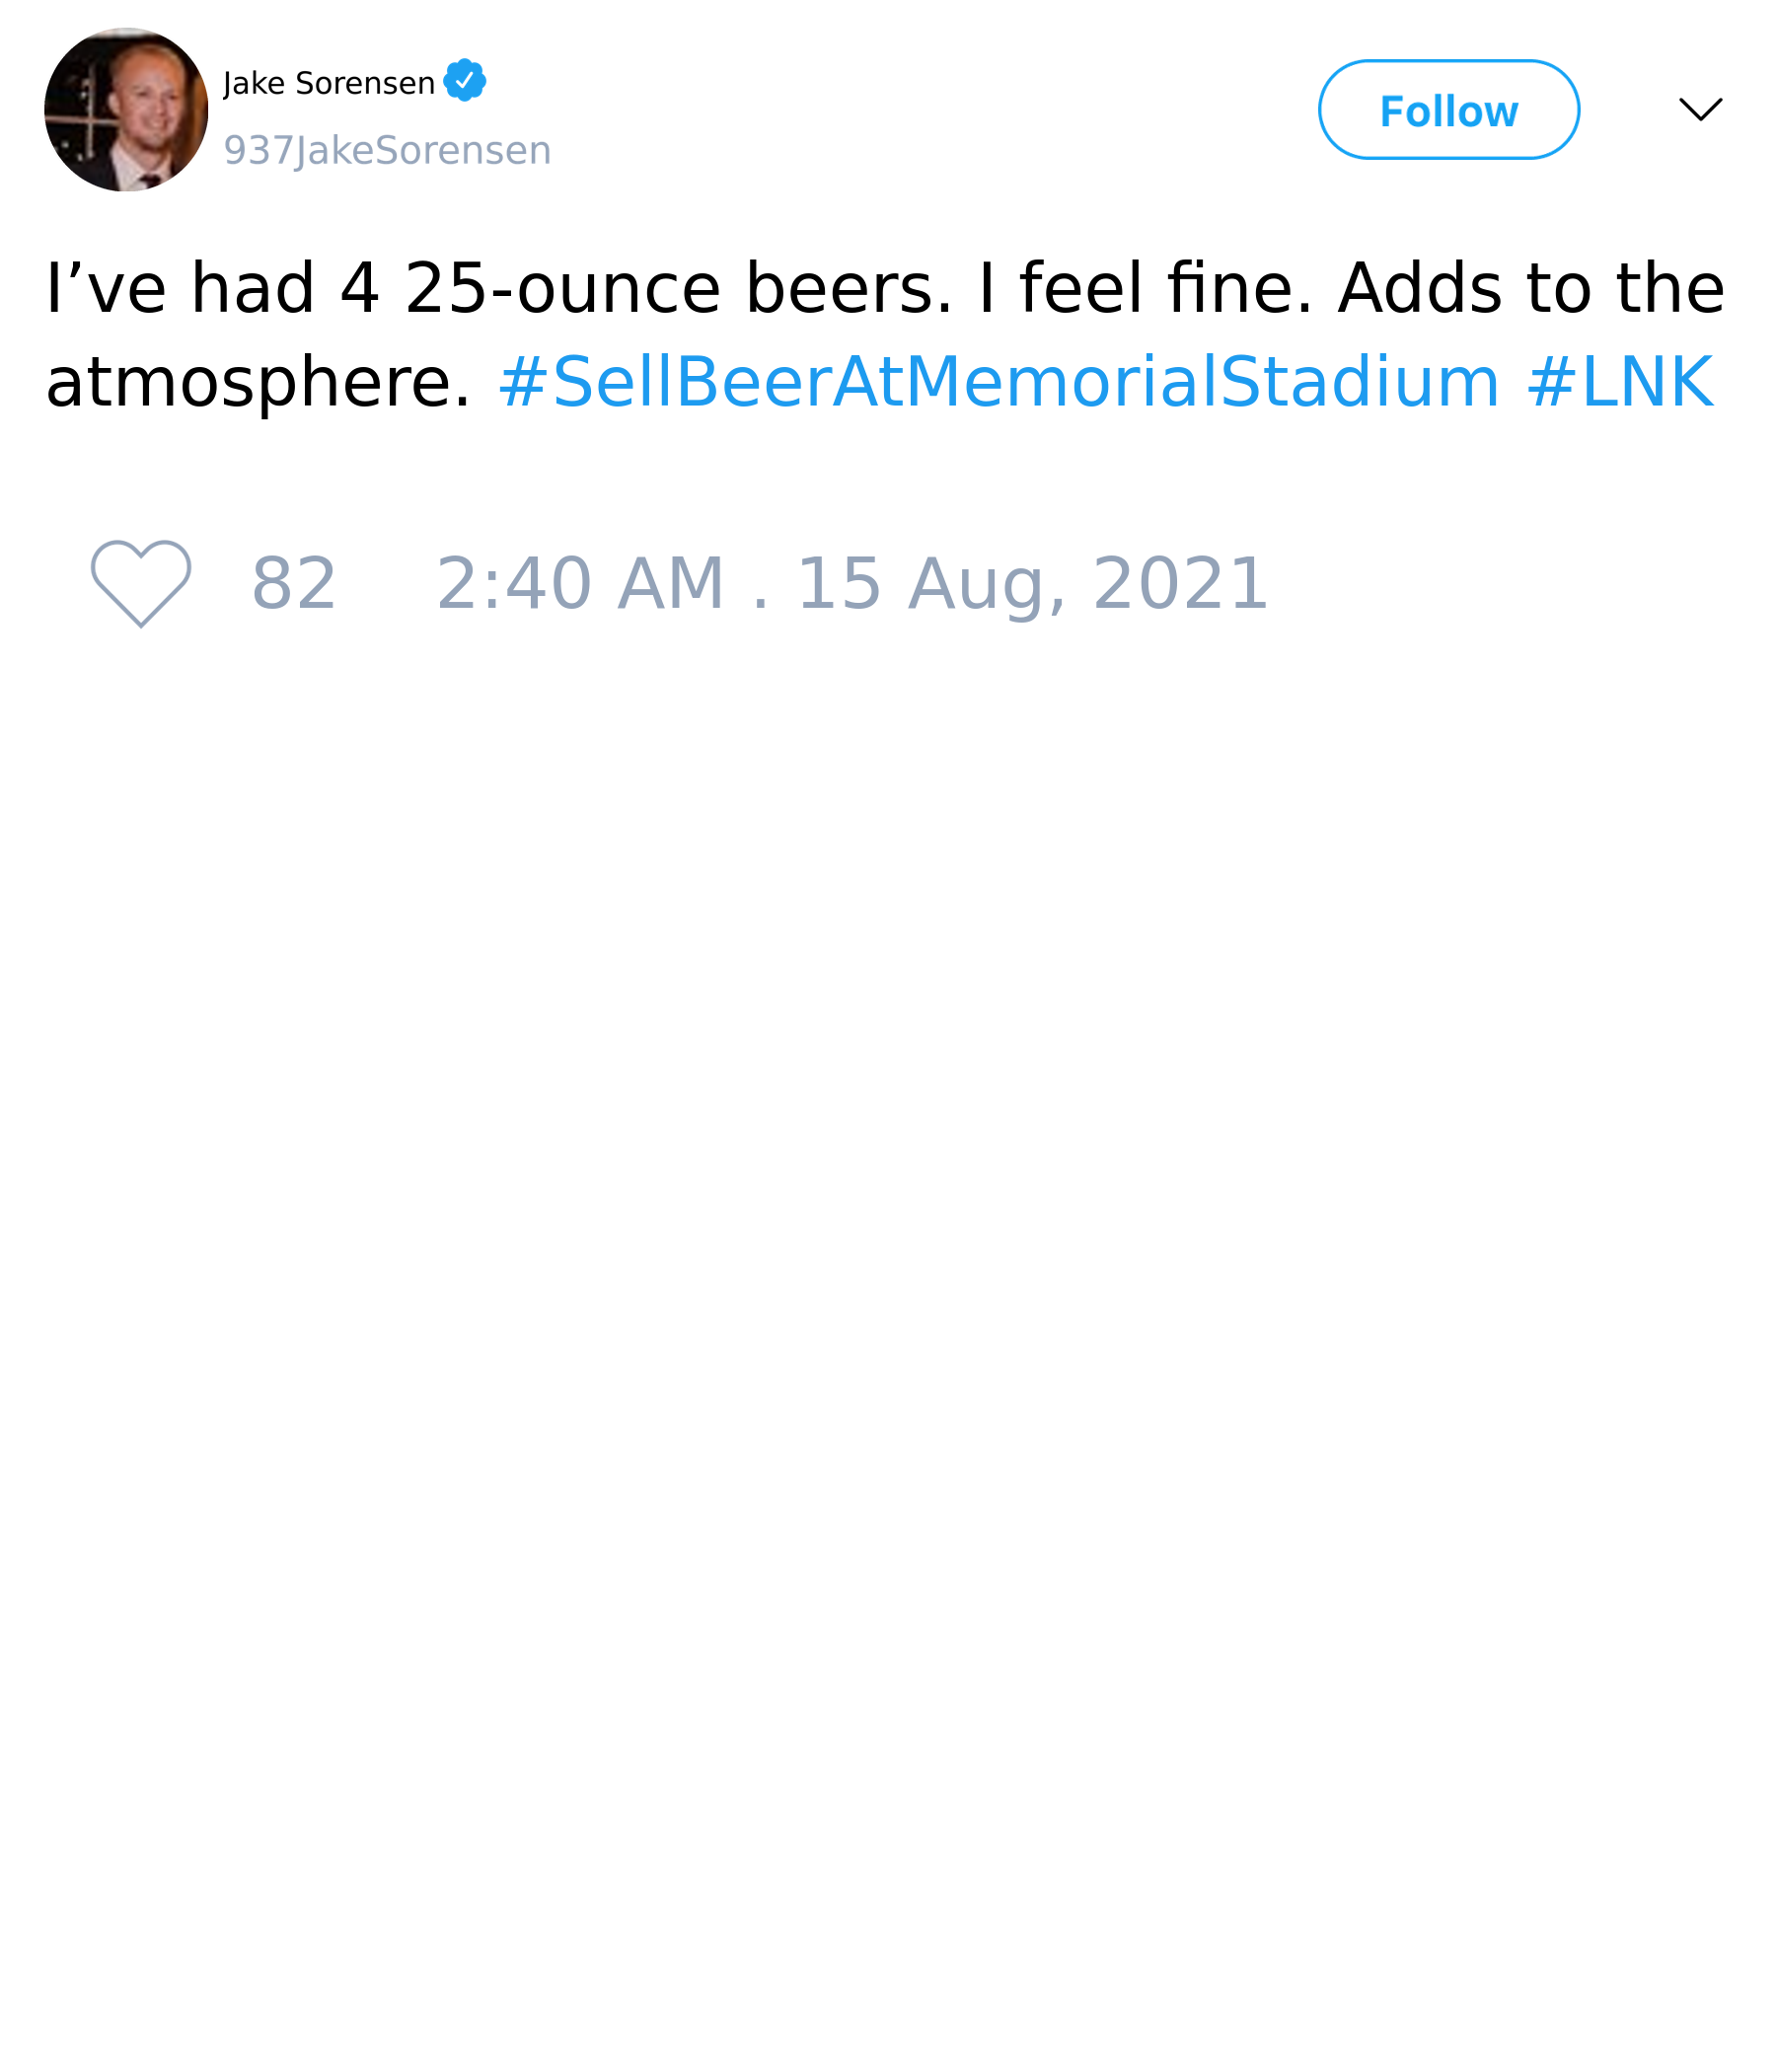 Jake Sorensen
937JakeSorensen
Follow
I’ve had 4 25-ounce beers. I feel fine. Adds to the
atmosphere. #SellBeerAtMemorialStadium #LNK
82 2:40 AM . 15 Aug, 2021